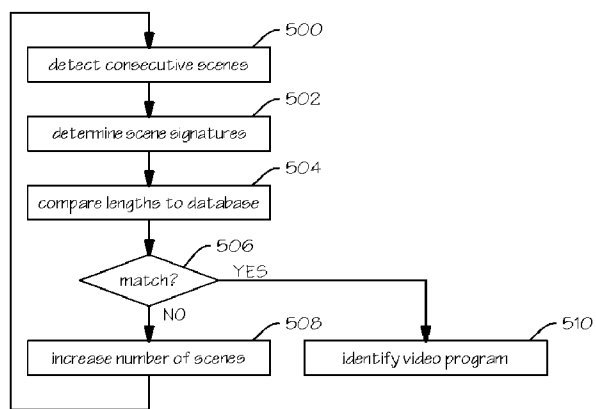 500
detect consecutive scenes
502
determine scene signatures
504
compare lengths to database
506
match?
YES
NO
508
increase number of scenes
510
identify video program